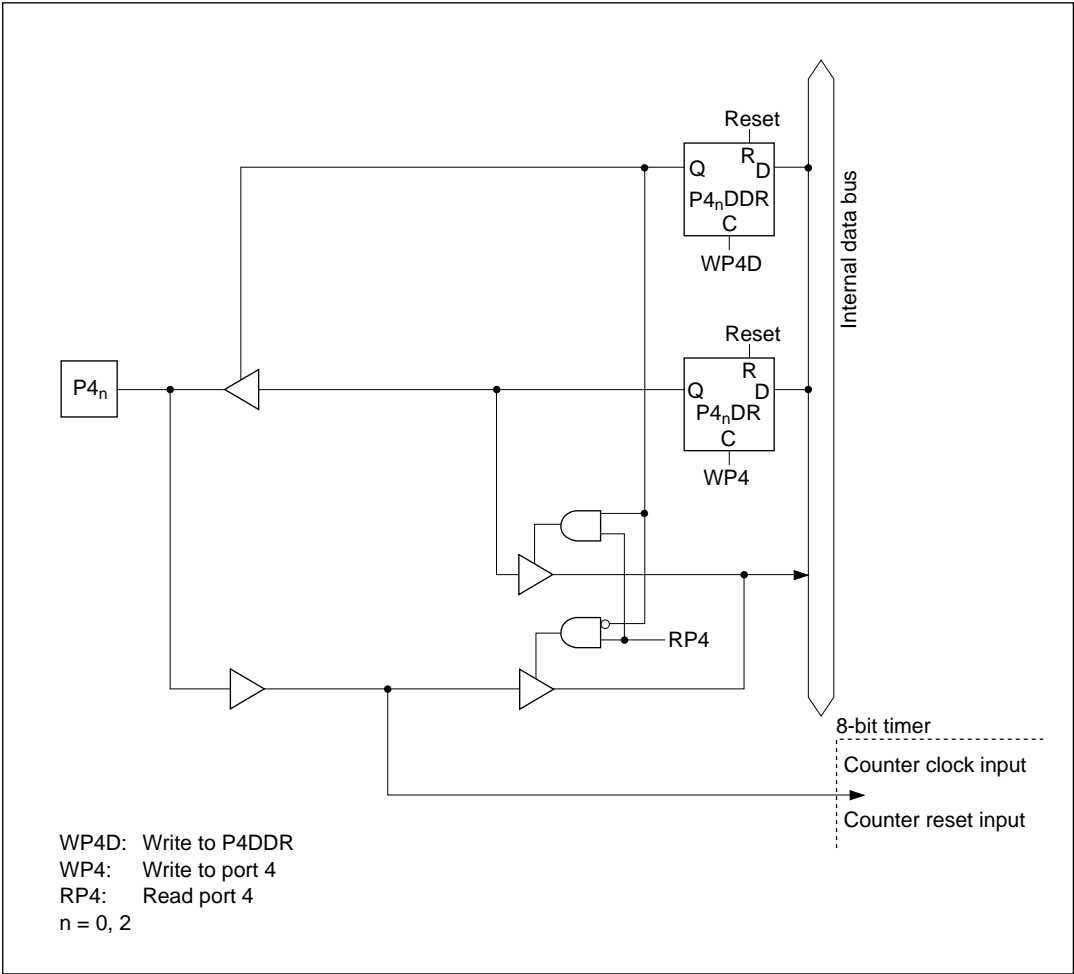 Reset
R
Q
D
P4nDDR
C
WP4D
Internal data bus
Reset
P4n
R
Q
D
P4nDR
C
WP4
RP4
8-bit timer
Counter clock input
Counter reset input
WP4D: Write to P4DDR
WP4: Write to port 4
RP4: Read port 4
n = 0, 2